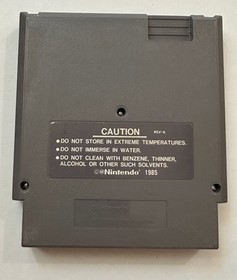 CAUTION REV-A
•DO NOT STORE IN EXTREME TEMPERATURES.
•DO NOT IMMERSE IN WATER.
•DO NOT CLEAN WITH BENZENE, THINNER,
ALCOHOL OR OTHER SUCH SOLVENTS.
©®Nintendo® 1985